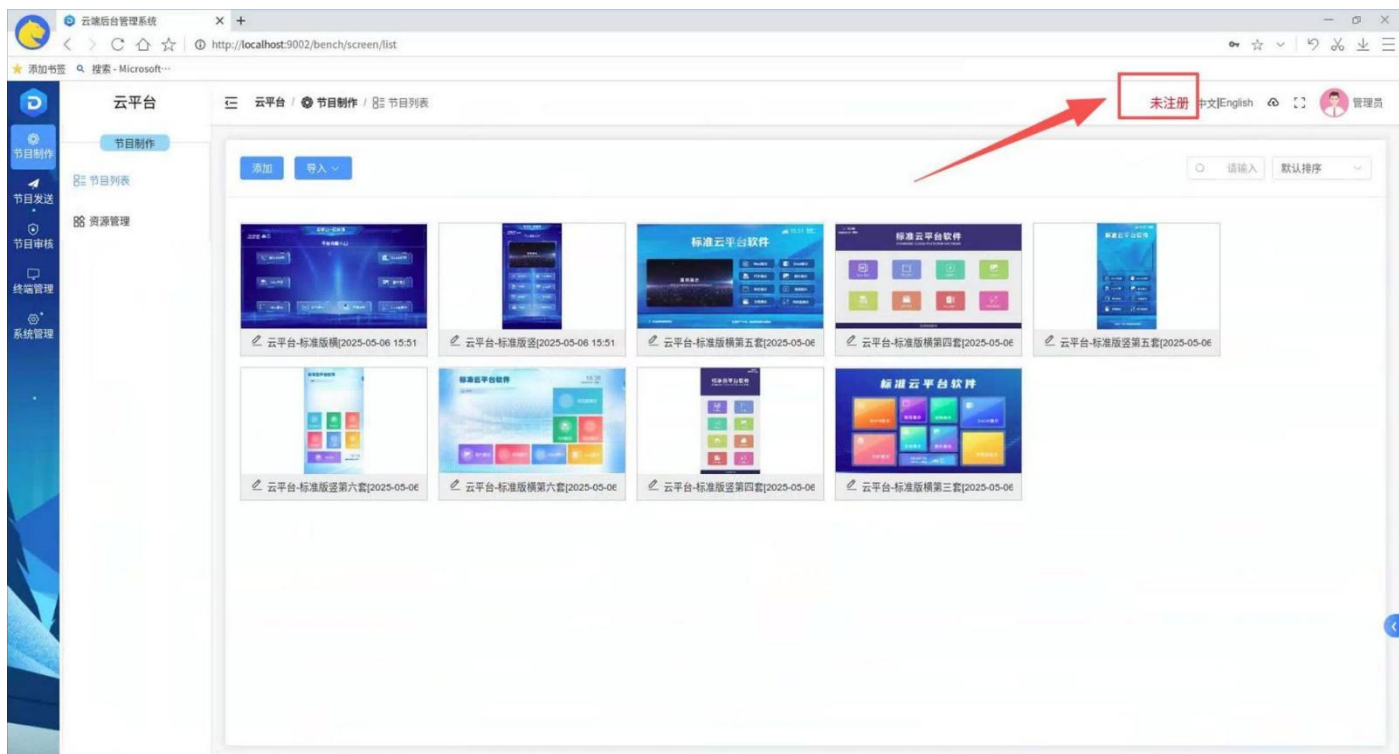 云端后台管理系统
http://localhost:9002/bench/screen/list
添加书签 搜索 - Microsoft…
云平台
云平台 / 节目制作 / 节目列表
未注册 中文|English 管理员
节目制作
节目发送
节目审核
终端管理
系统管理
节目制作
节目列表
资源管理
添加 导入
请输入 默认排序
标准云平台软件
标准云平台软件
云平台-标准版横[2025-05-06 15:51
云平台-标准版竖[2025-05-06 15:51
云平台-标准版横第五套[2025-05-06
云平台-标准版横第四套[2025-05-06
云平台-标准版竖第五套[2025-05-06
标准云平台软件
标准云平台软件
标准云平台软件
云平台-标准版竖第六套[2025-05-06
云平台-标准版横第六套[2025-05-06
云平台-标准版竖第四套[2025-05-06
云平台-标准版横第三套[2025-05-06